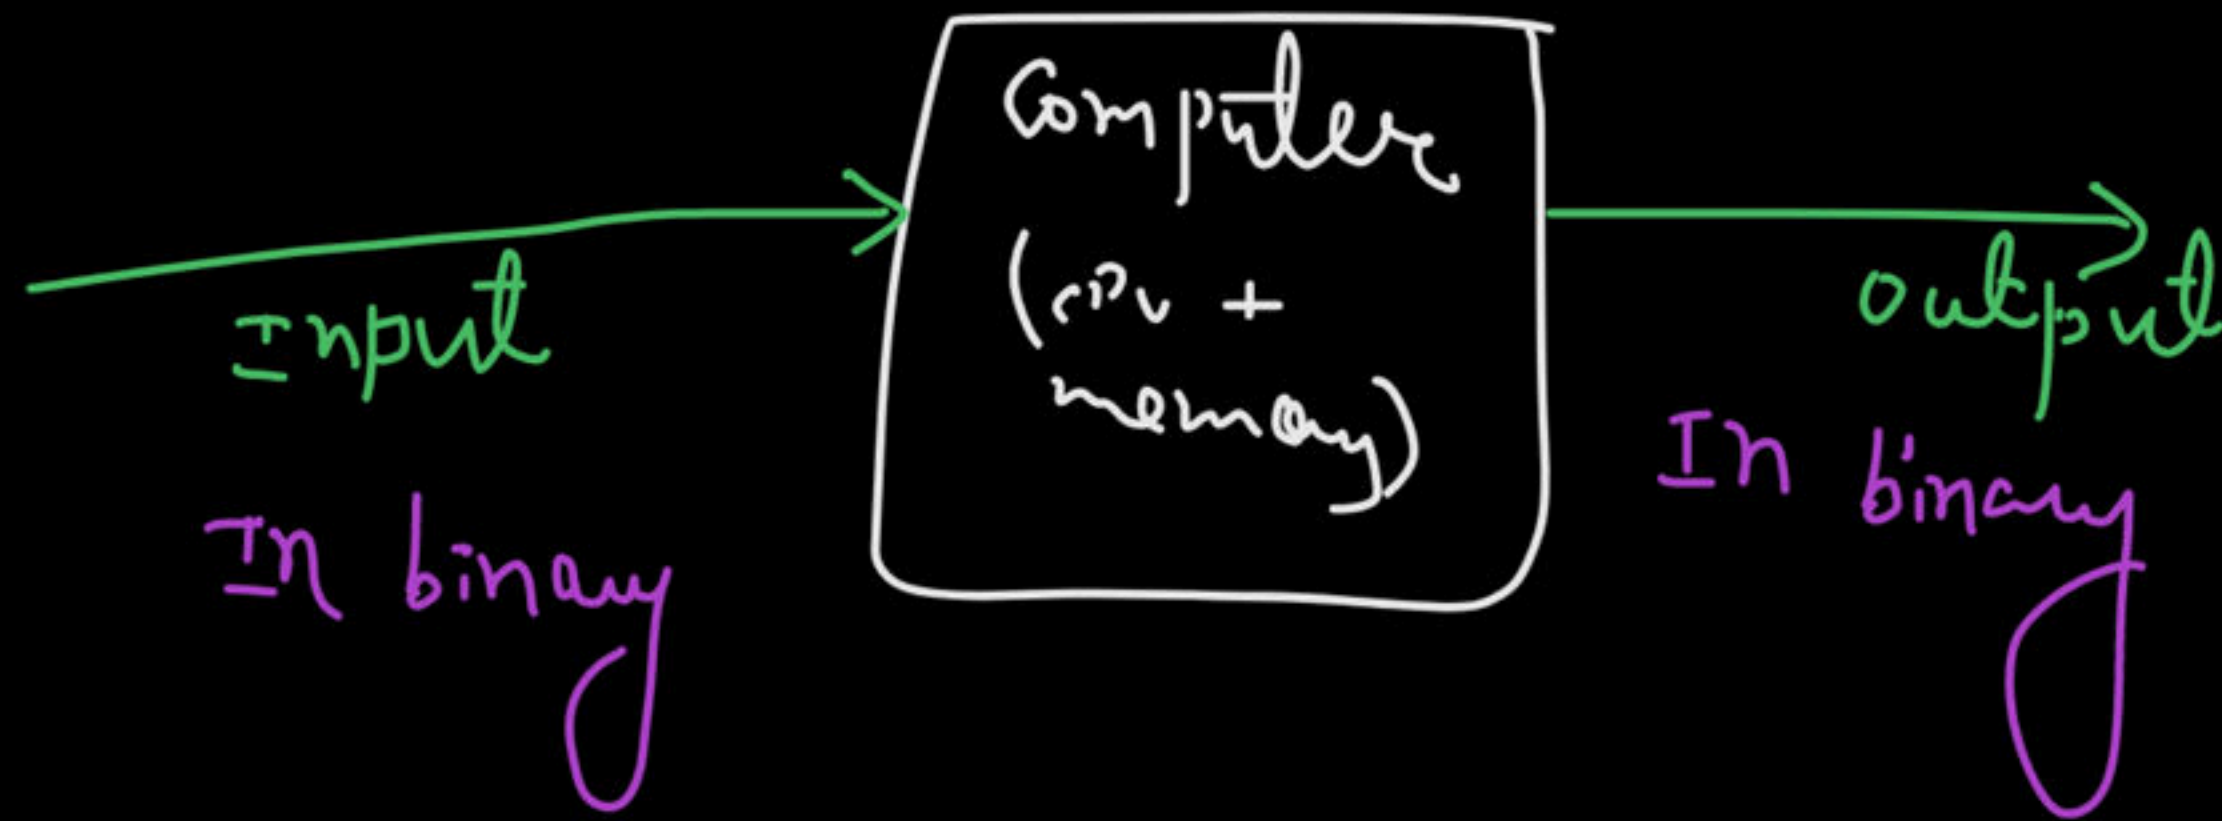 Computer
(CPU +
memory)
Input
In binary
output
In binary